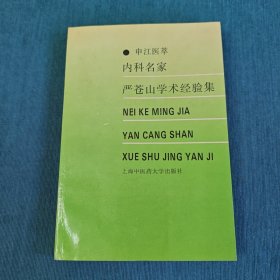 ● 申江医萃
内科名家
严苍山学术经验集
NEI KE MING JIA
YAN CANG SHAN
XUE SHU JING YAN JI
上海中医药大学出版社